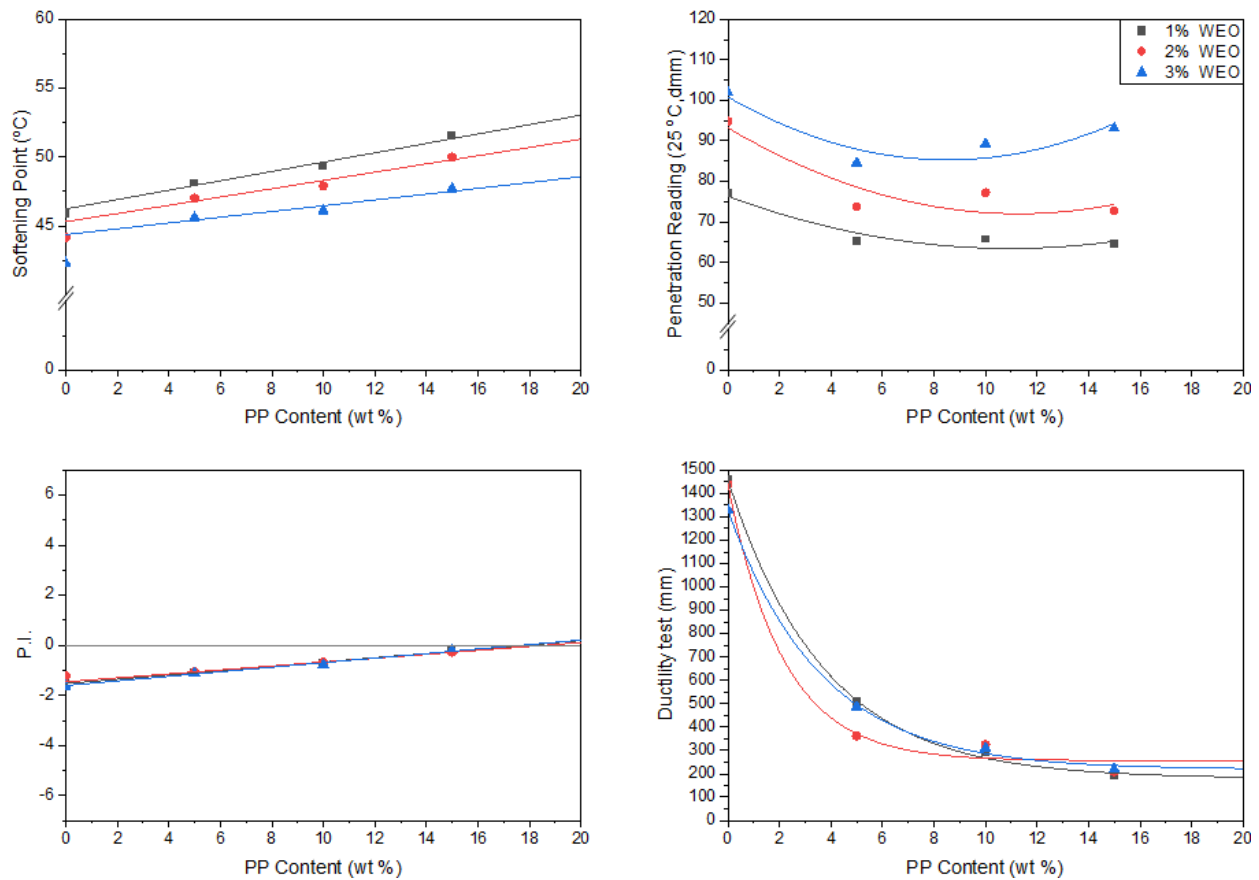 60
55
50
45
0
Softening Point (ºC)
0 2 4 6 8 10 12 14 16 18 20
PP Content (wt %)
120
110
100
90
80
70
60
50
0
Penetration Reading (25 ºC,dmm)
0 2 4 6 8 10 12 14 16 18 20
PP Content (wt %)
1% WEO
2% WEO
3% WEO
6
4
2
0
-2
-4
-6
P.I.
0 2 4 6 8 10 12 14 16 18 20
PP Content (wt %)
1500
1400
1300
1200
1100
1000
900
800
700
600
500
400
300
200
100
0
Ductility test (mm)
0 2 4 6 8 10 12 14 16 18 20
PP Content (wt %)